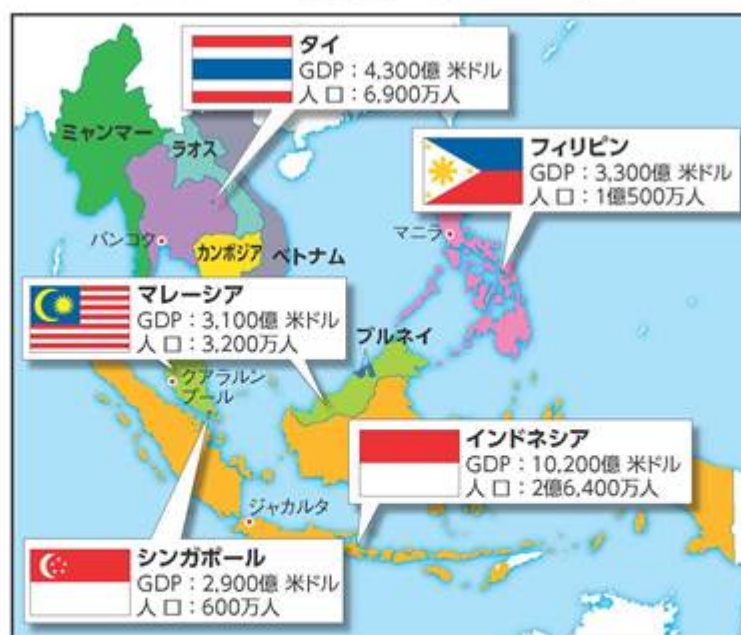 タイ
GDP：4,300億 米ドル
人口：6,900万人
ミャンマー
ラオス
フィリピン
GDP：3,300億 米ドル
人口：1億500万人
バンコク
カンボジア
ベトナム
マニラ
マレーシア
GDP：3,100億 米ドル
人口：3,200万人
ブルネイ
クアラルン
プール
インドネシア
GDP：10,200億 米ドル
人口：2億6,400万人
ジャカルタ
シンガポール
GDP：2,900億 米ドル
人口：600万人